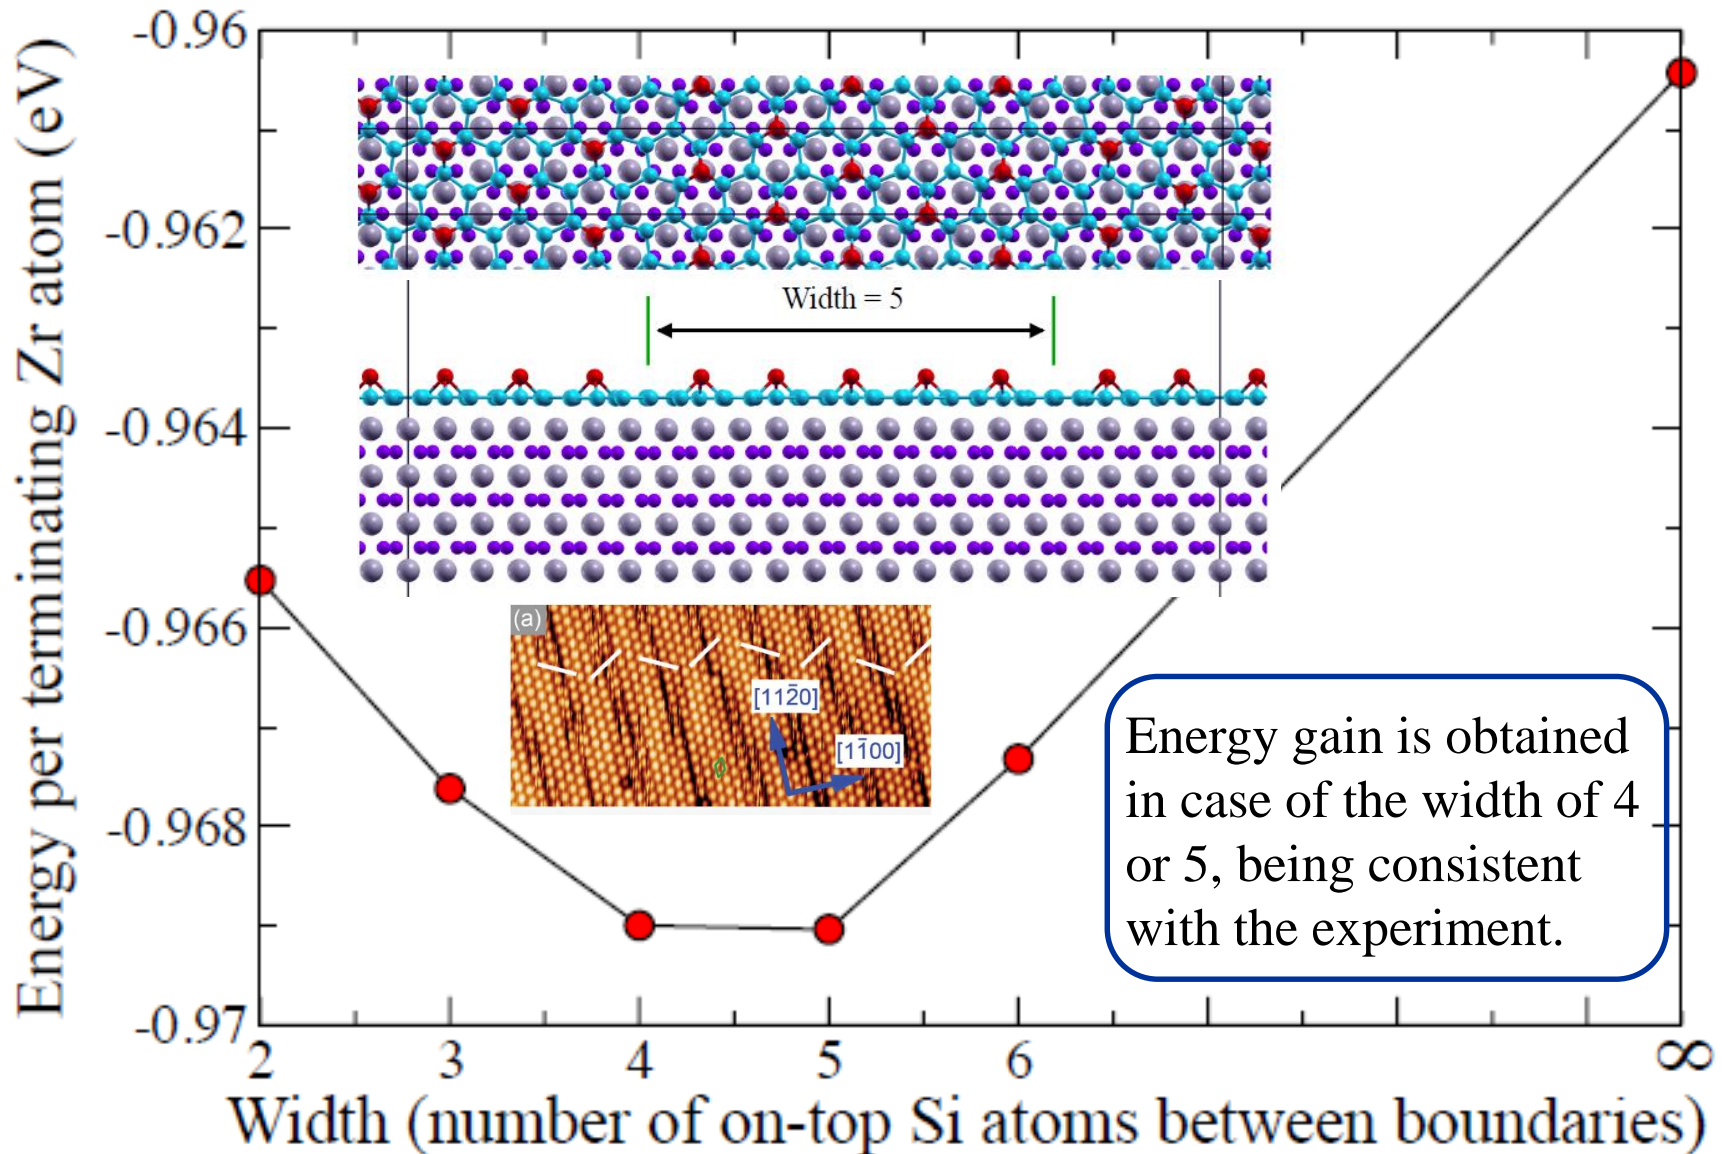 Energy per terminating Zr atom (eV)
-0.96
-0.962
-0.964
-0.966
-0.968
-0.97
Width = 5
(a)
[112̄0]
[11̄00]
Energy gain is obtained
in case of the width of 4
or 5, being consistent
with the experiment.
2 3 4 5 6 ∞
Width (number of on-top Si atoms between boundaries)